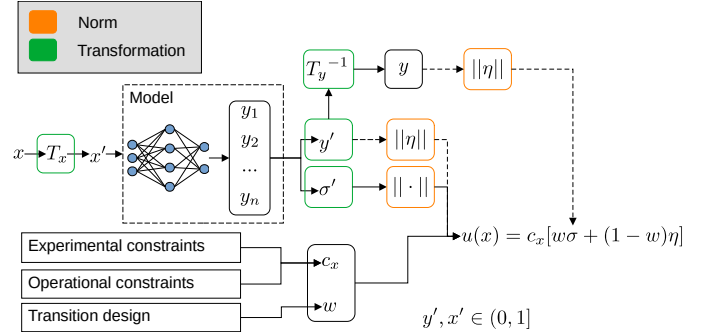 Norm
Transformation
T_y^{-1}
y
||η||
Model
y_1
y_2
...
y_n
x
T_x
x′
y′
||η||
σ′
|| · ||
u(x) = c_x[wσ + (1 − w)η]
Experimental constraints
Operational constraints
Transition design
c_x
w
y′, x′ ∈ (0, 1]